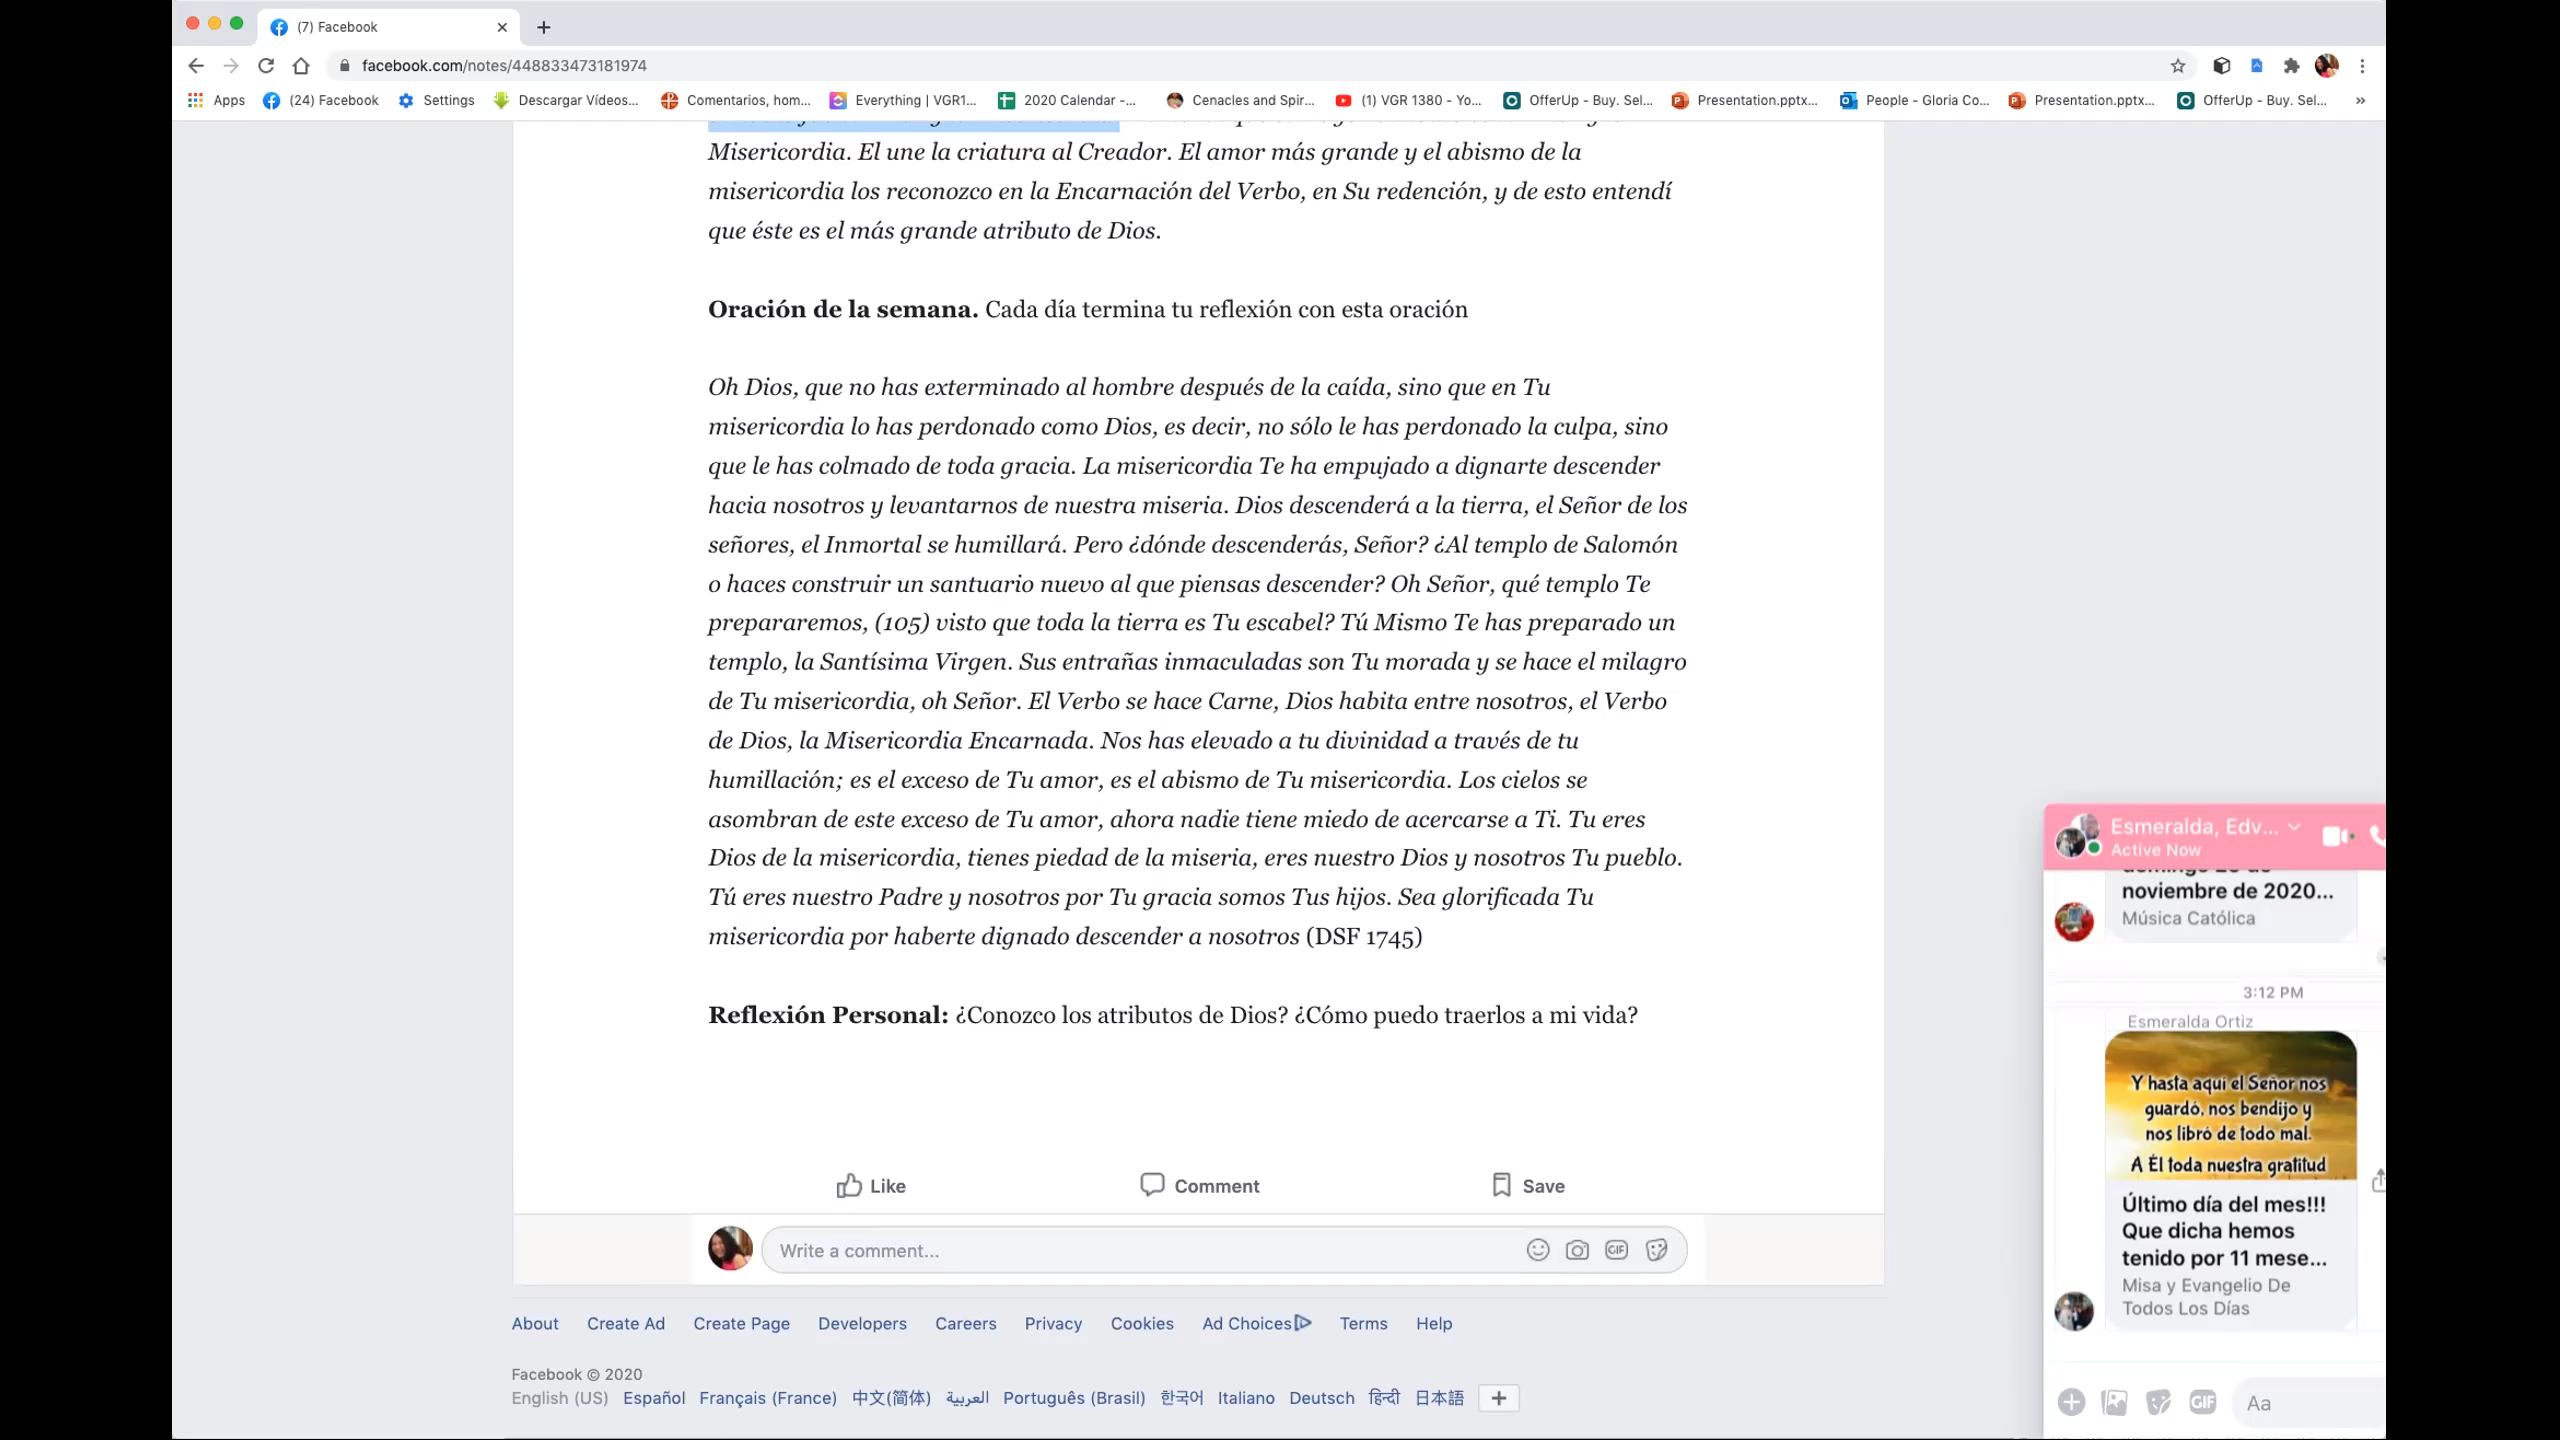 (7) Facebook
facebook.com/notes/448833473181974
Apps
(24) Facebook
Settings
Descargar Vídeos...
Comentarios, hom...
Everything | VGR1...
2020 Calendar -...
Cenacles and Spir...
(1) VGR 1380 - Yo...
OfferUp - Buy. Sel...
Presentation.pptx...
People - Gloria Co...
Presentation.pptx...
OfferUp - Buy. Sel...
Misericordia. El une la criatura al Creador. El amor más grande y el abismo de la
misericordia los reconozco en la Encarnación del Verbo, en Su redención, y de esto entendí
que éste es el más grande atributo de Dios.
Oración de la semana. Cada día termina tu reflexión con esta oración
Oh Dios, que no has exterminado al hombre después de la caída, sino que en Tu
misericordia lo has perdonado como Dios, es decir, no sólo le has perdonado la culpa, sino
que le has colmado de toda gracia. La misericordia Te ha empujado a dignarte descender
hacia nosotros y levantarnos de nuestra miseria. Dios descenderá a la tierra, el Señor de los
señores, el Inmortal se humillará. Pero ¿dónde descenderás, Señor? ¿Al templo de Salomón
o haces construir un santuario nuevo al que piensas descender? Oh Señor, qué templo Te
prepararemos, (105) visto que toda la tierra es Tu escabel? Tú Mismo Te has preparado un
templo, la Santísima Virgen. Sus entrañas inmaculadas son Tu morada y se hace el milagro
de Tu misericordia, oh Señor. El Verbo se hace Carne, Dios habita entre nosotros, el Verbo
de Dios, la Misericordia Encarnada. Nos has elevado a tu divinidad a través de tu
humillación; es el exceso de Tu amor, es el abismo de Tu misericordia. Los cielos se
asombran de este exceso de Tu amor, ahora nadie tiene miedo de acercarse a Ti. Tu eres
Dios de la misericordia, tienes piedad de la miseria, eres nuestro Dios y nosotros Tu pueblo.
Tú eres nuestro Padre y nosotros por Tu gracia somos Tus hijos. Sea glorificada Tu
misericordia por haberte dignado descender a nosotros (DSF 1745)
Reflexión Personal: ¿Conozco los atributos de Dios? ¿Cómo puedo traerlos a mi vida?
Like
Comment
Save
Write a comment...
GIF
About
Create Ad
Create Page
Developers
Careers
Privacy
Cookies
Ad Choices
Terms
Help
Facebook © 2020
English (US)
Español
Français (France)
中文(简体)
العربية
Português (Brasil)
한국어
Italiano
Deutsch
हिन्दी
日本語
Esmeralda, Edv...
Active Now
noviembre de 2020...
Música Católica
3:12 PM
Esmeralda Ortiz
Y hasta aquí el Señor nos
guardó, nos bendijo y
nos libró de todo mal.
A Él toda nuestra gratitud
Último día del mes!!!
Que dicha hemos
tenido por 11 mese...
Misa y Evangelio De
Todos Los Días
GIF
Aa